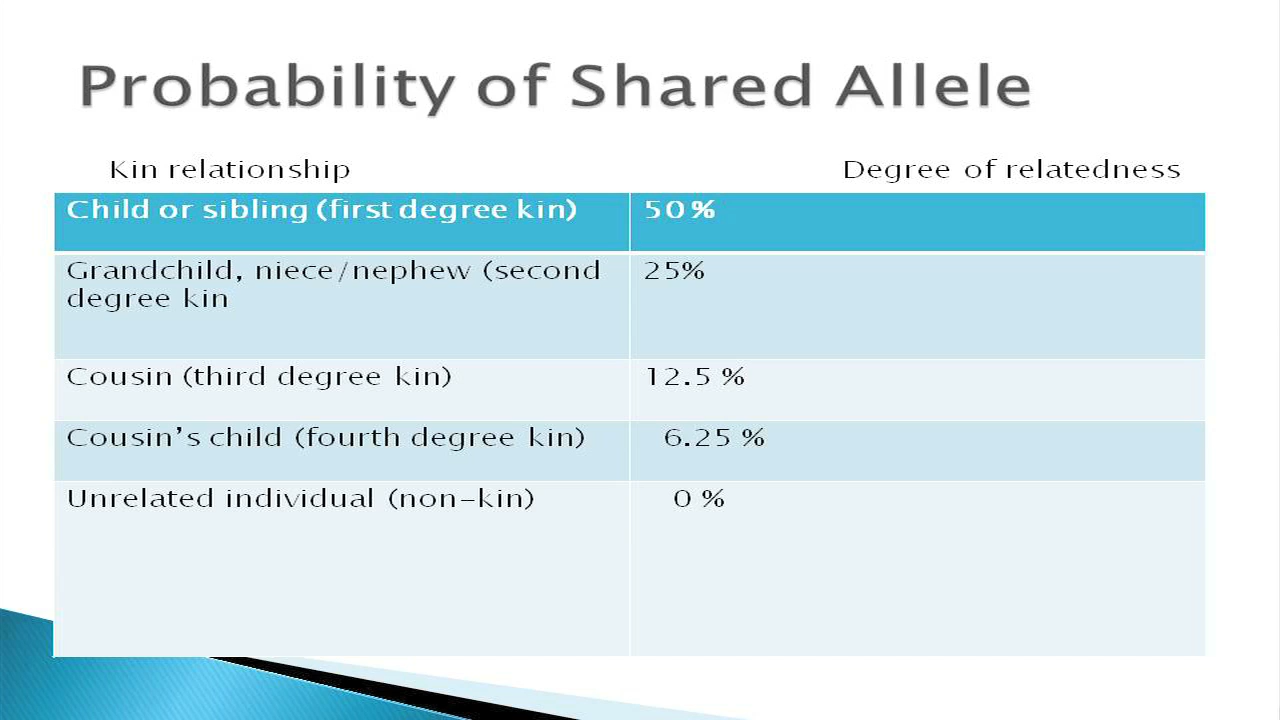 Probability of Shared Allele
Kin relationship Degree of relatedness
Child or sibling (first degree kin) 50%
Grandchild, niece/nephew (second 25%
degree kin
Cousin (third degree kin) 12.5 %
Cousin’s child (fourth degree kin) 6.25 %
Unrelated individual (non-kin) 0 %